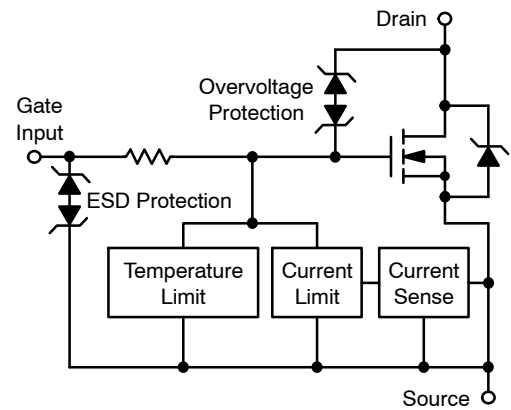 Drain
Overvoltage
Protection
Gate
Input
ESD Protection
Temperature
Limit
Current
Limit
Current
Sense
Source